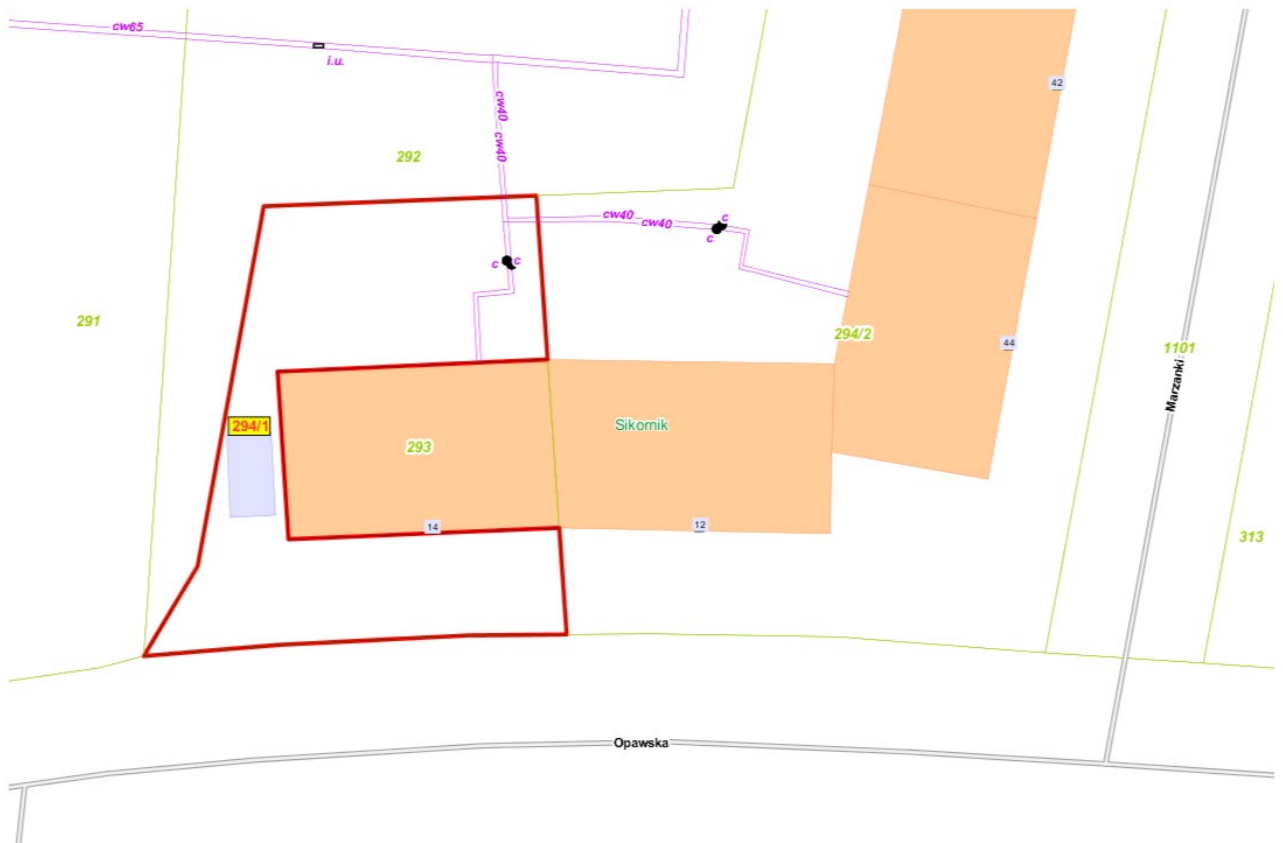 cw65
i.u.
42
cw40
cw40
292
cw40
cw40
c
c
c
c
291
294/2
44
1101
Marzanki
294/1
Sikornik
293
14
12
313
Opawska